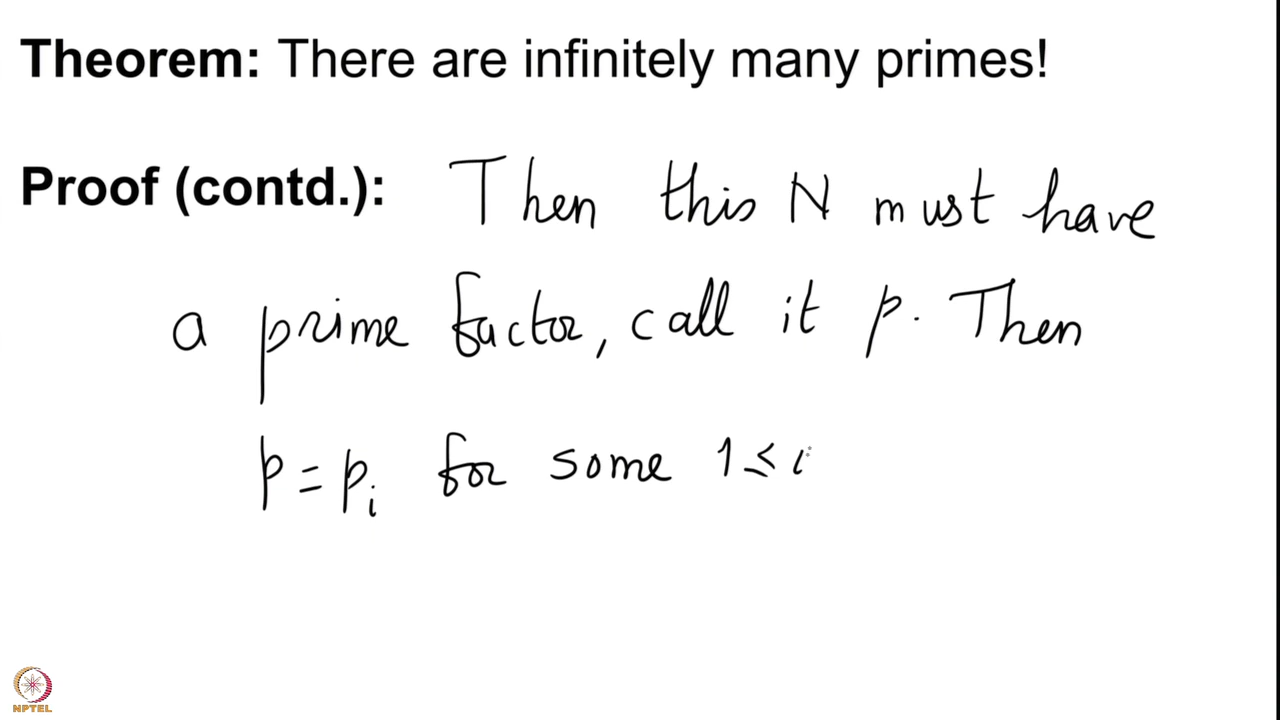 Theorem: There are infinitely many primes!
Proof (contd.): Then this N must have
a prime factor, call it p. Then
p = pᵢ for some 1 ≤ i
NPTEL